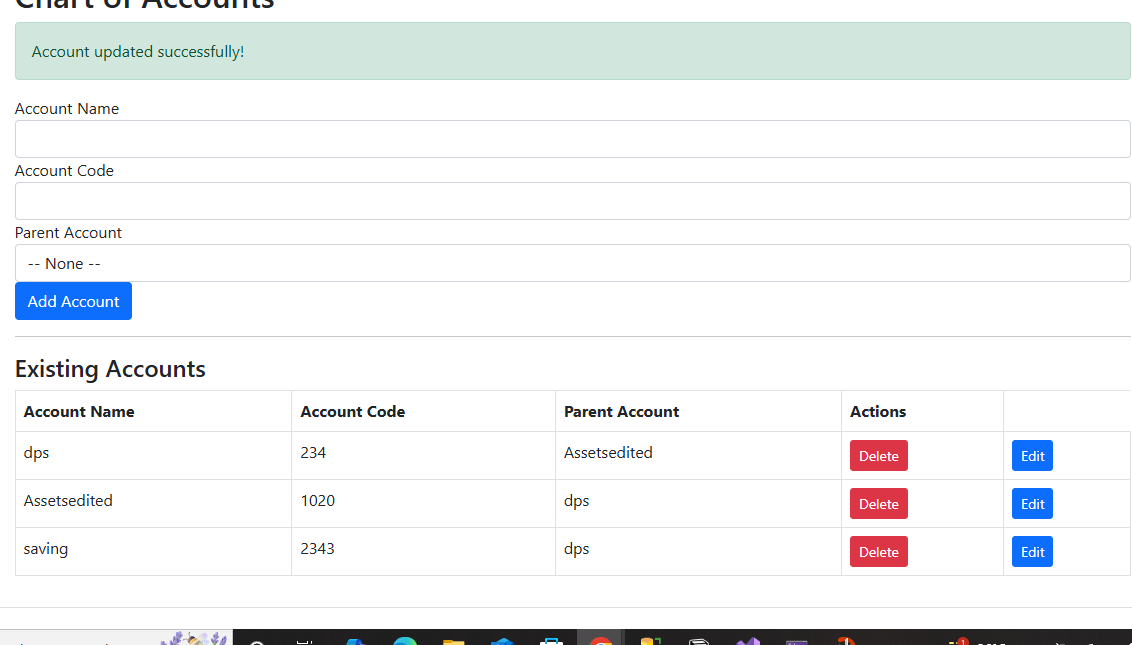 Chart of Accounts
Account updated successfully!
Account Name
Account Code
Parent Account
-- None --
Add Account
Existing Accounts
Account Name Account Code Parent Account Actions
dps 234 Assetsedited Delete Edit
Assetsedited 1020 dps Delete Edit
saving 2343 dps Delete Edit
1